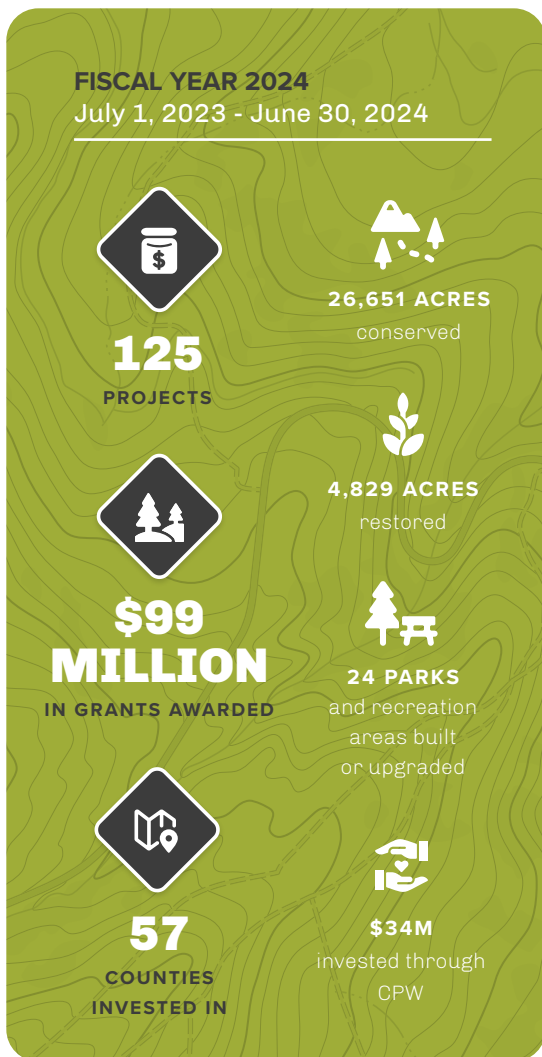 FISCAL YEAR 2024
July 1, 2023 - June 30, 2024
$
125
PROJECTS
$99
MILLION
IN GRANTS AWARDED
57
COUNTIES
INVESTED IN
26,651 ACRES
conserved
4,829 ACRES
restored
24 PARKS
and recreation
areas built
or upgraded
$34M
invested through
CPW